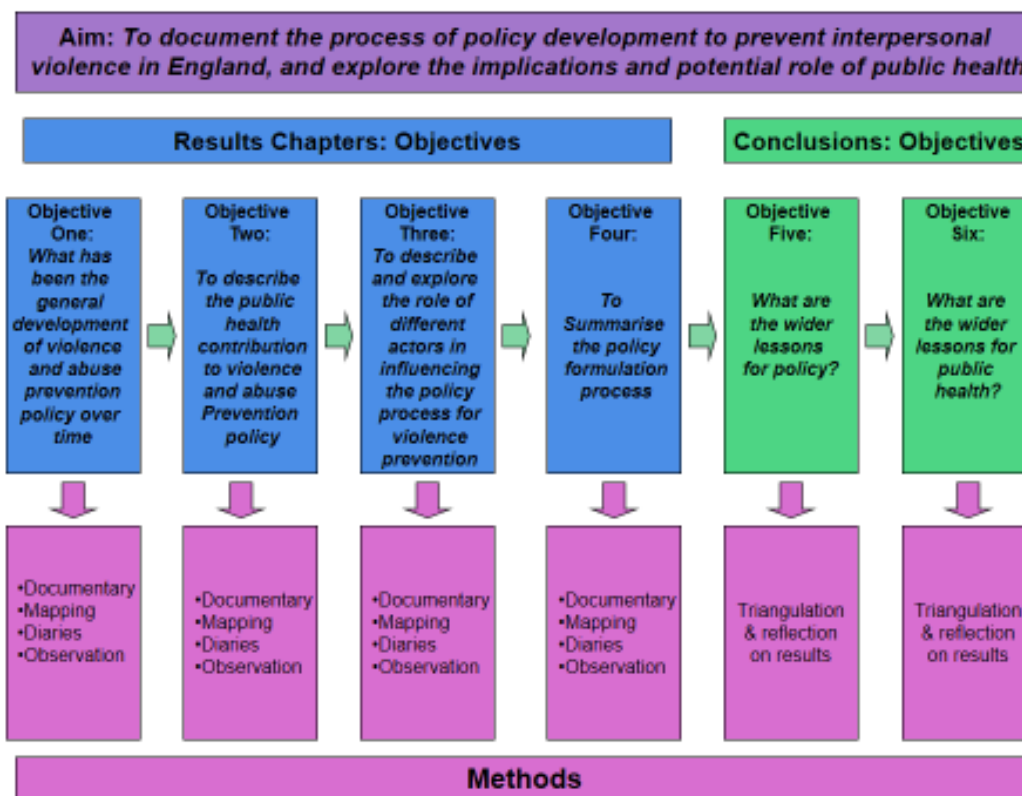 Aim: To document the process of policy development to prevent interpersonal
violence in England, and explore the implications and potential role of public health
Results Chapters: Objectives
Conclusions: Objectives
Objective
One:
What has
been the
general
development
of violence
and abuse
prevention
policy over
time
Objective
Two:
To describe
the public
health
contribution
to violence
and abuse
Prevention
policy
Objective
Three:
To describe
and explore
the role of
different
actors in
influencing
the policy
process for
violence
prevention
Objective
Four:
To
Summarise
the policy
formulation
process
Objective
Five:
What are
the wider
lessons
for policy?
Objective
Six:
What are
the wider
lessons for
public
health?
•Documentary
•Mapping
•Diaries
•Observation
•Documentary
•Mapping
•Diaries
•Observation
•Documentary
•Mapping
•Diaries
•Observation
•Documentary
•Mapping
•Diaries
•Observation
Triangulation
& reflection
on results
Triangulation
& reflection
on results
Methods